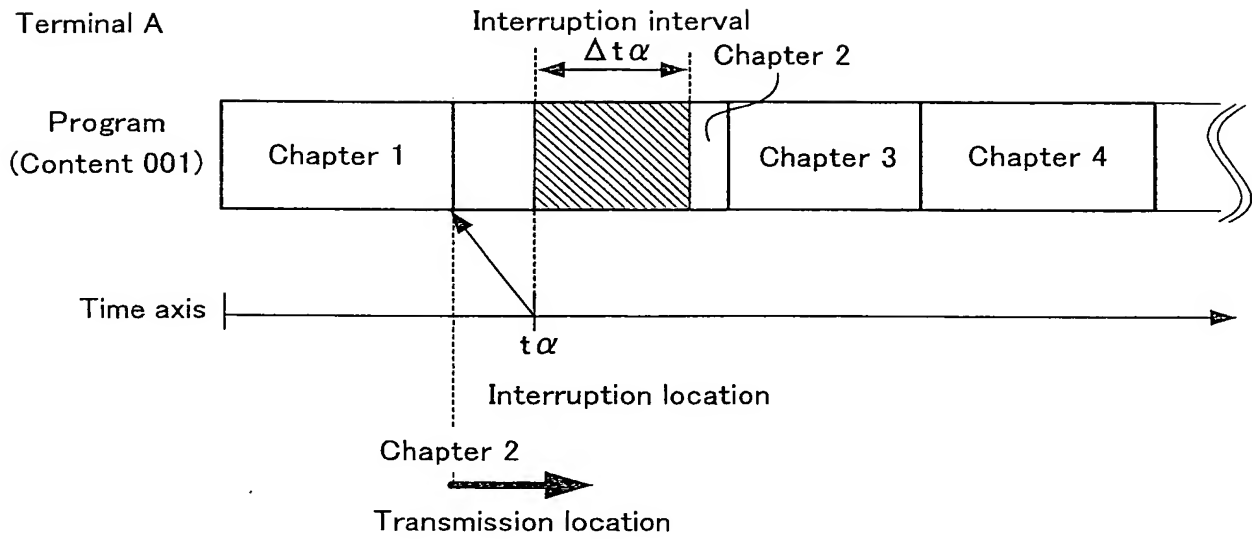 Terminal A
Interruption interval
Δtα
Chapter 2
Program
(Content 001)
Chapter 1
Chapter 3
Chapter 4
Time axis
tα
Interruption location
Chapter 2
Transmission location